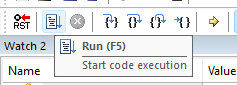 RST
Run (F5)
Start code execution
Watch 2
Name
Value